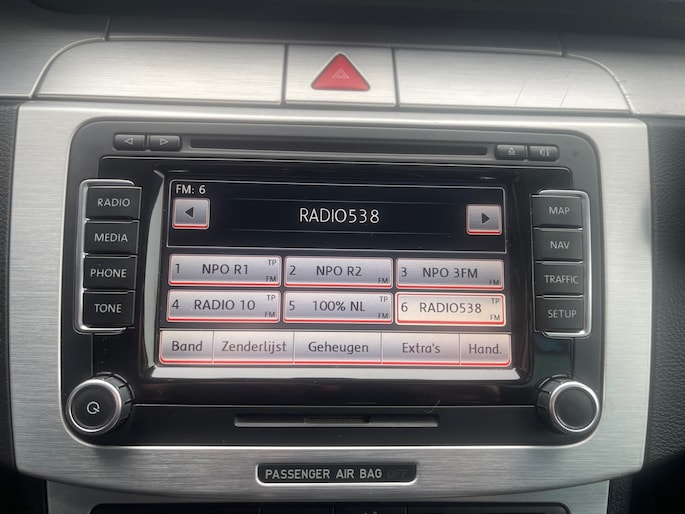 FM: 6
RADIO538
1 NPO R1 TP FM
2 NPO R2 FM
3 NPO 3FM TP FM
4 RADIO 10 TP FM
5 100% NL TP FM
6 RADIO538 TP FM
Band Zenderlijst Geheugen Extra's Hand.
RADIO
MEDIA
PHONE
TONE
MAP
NAV
TRAFFIC
SETUP
PASSENGER AIR BAG OFF